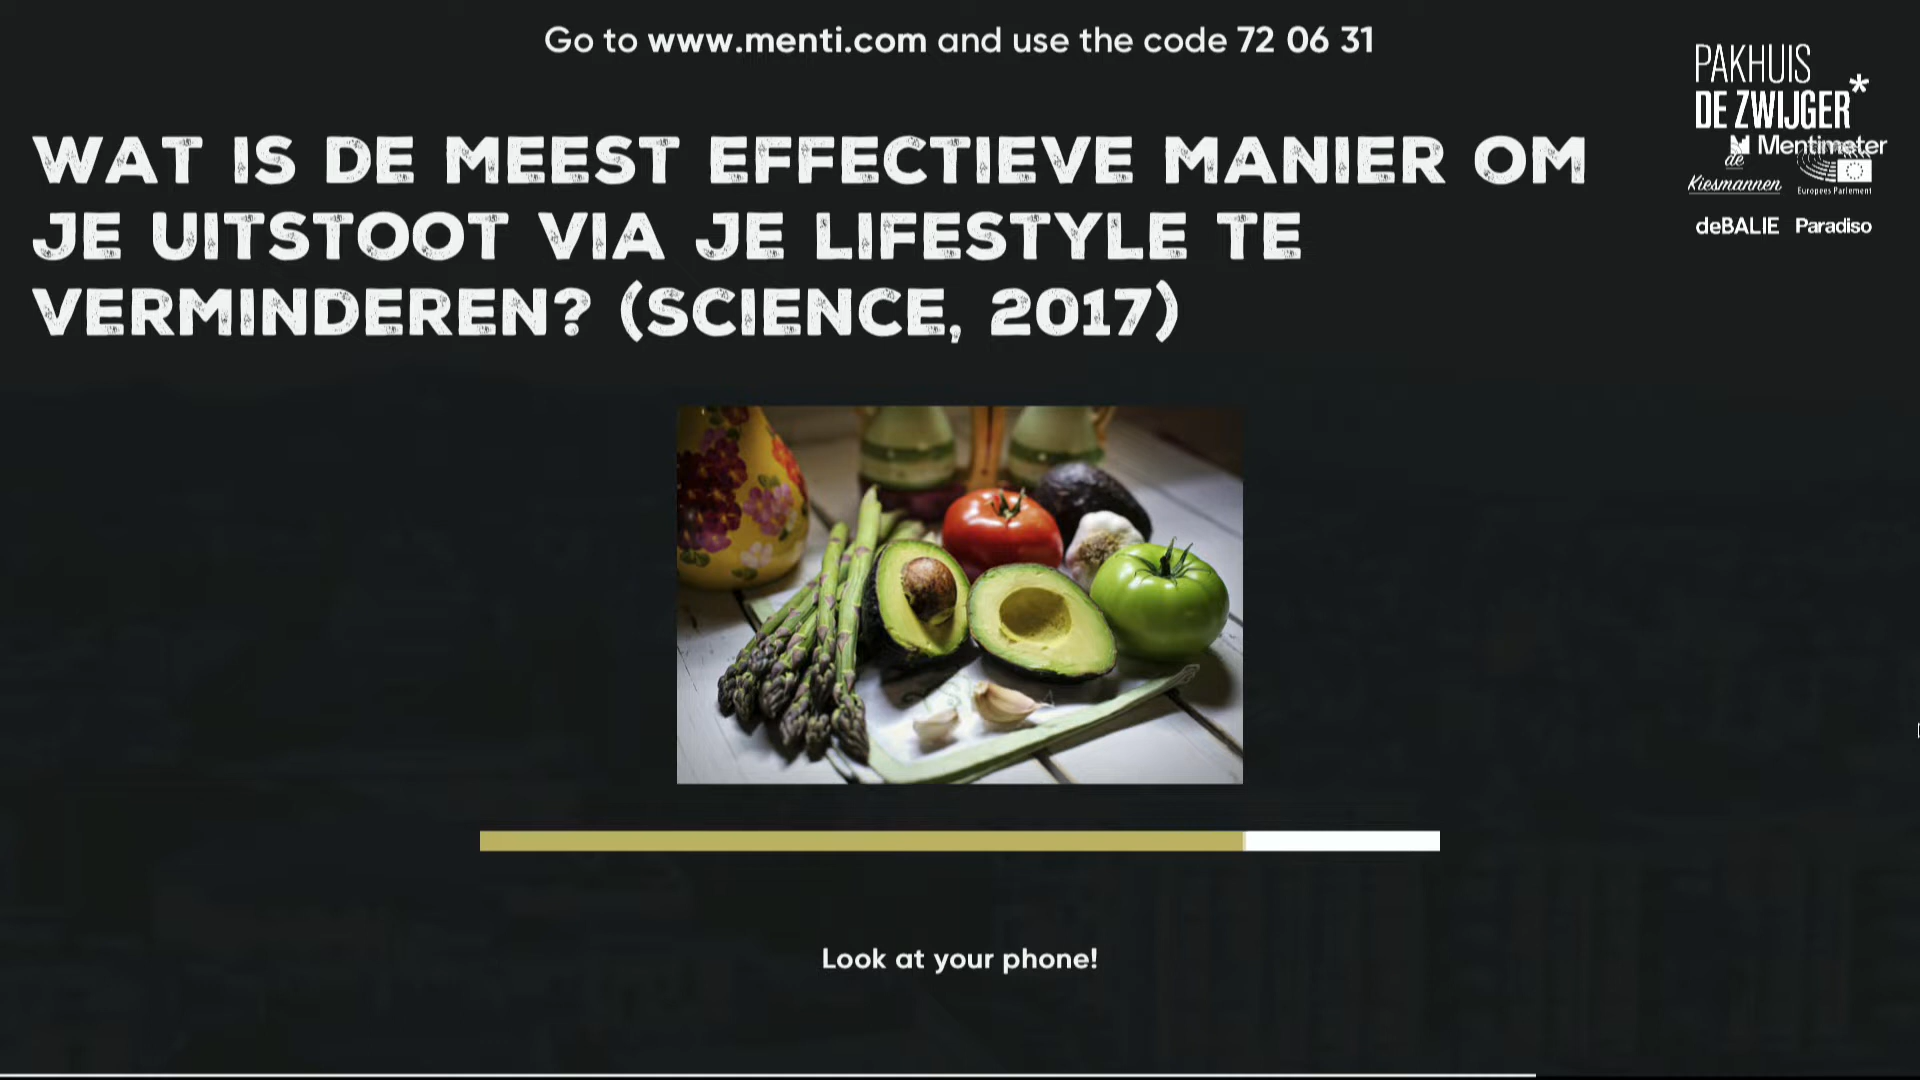 Go to www.menti.com and use the code 72 06 31
PAKHUIS
DE ZWIJGER*
Mentimeter
de
Kiesmannen
Europees Parlement
deBALIE Paradiso
WAT IS DE MEEST EFFECTIEVE MANIER OM
JE UITSTOOT VIA JE LIFESTYLE TE
VERMINDEREN? (SCIENCE, 2017)
Look at your phone!